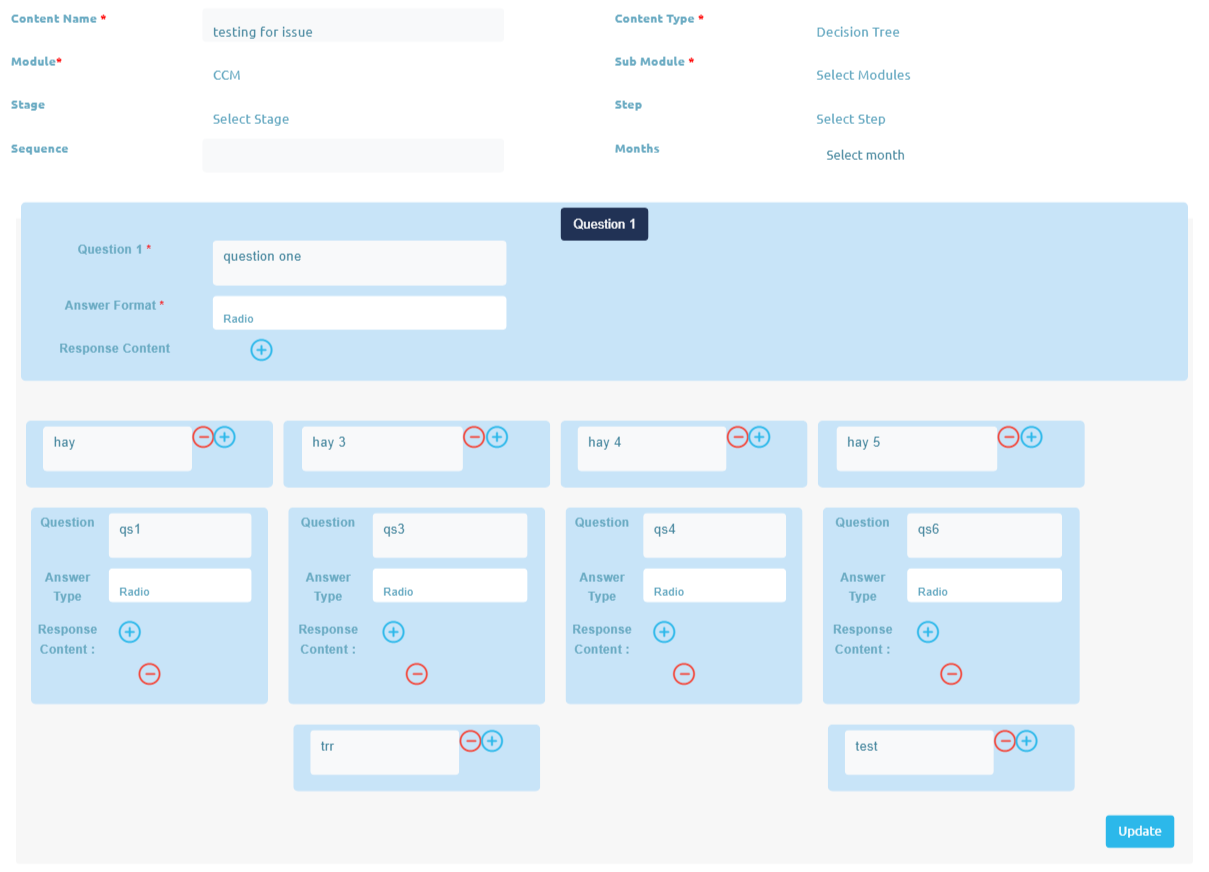 Content Name *
testing for issue
Content Type *
Decision Tree
Module*
CCM
Sub Module *
Select Modules
Stage
Select Stage
Step
Select Step
Sequence
Months
Select month
Question 1
Question 1 *
question one
Answer Format *
Radio
Response Content
hay
hay 3
hay 4
hay 5
Question
qs1
Answer
Type
Radio
Response
Content :
Question
qs3
Answer
Type
Radio
Response
Content :
Question
qs4
Answer
Type
Radio
Response
Content :
Question
qs6
Answer
Type
Radio
Response
Content :
trr
test
Update